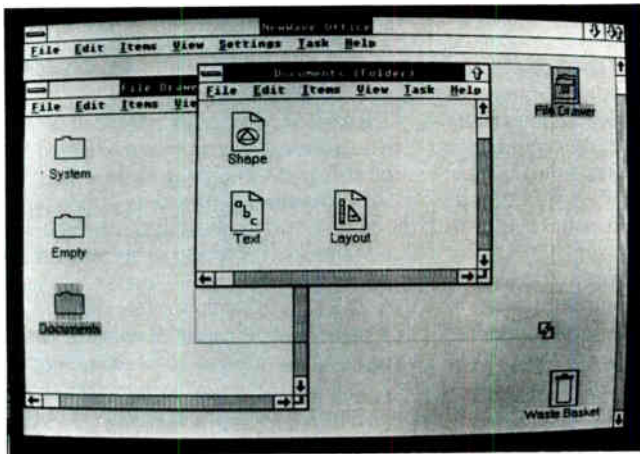 NewWave Office
File Edit Items View Settings Task Help
File Drawer
Documents (Folder)
File Edit Items
File Edit Items View Task Help
System
Empty
Documents
Shape
a b c
Text
Layout
File Drawer
Waste Basket